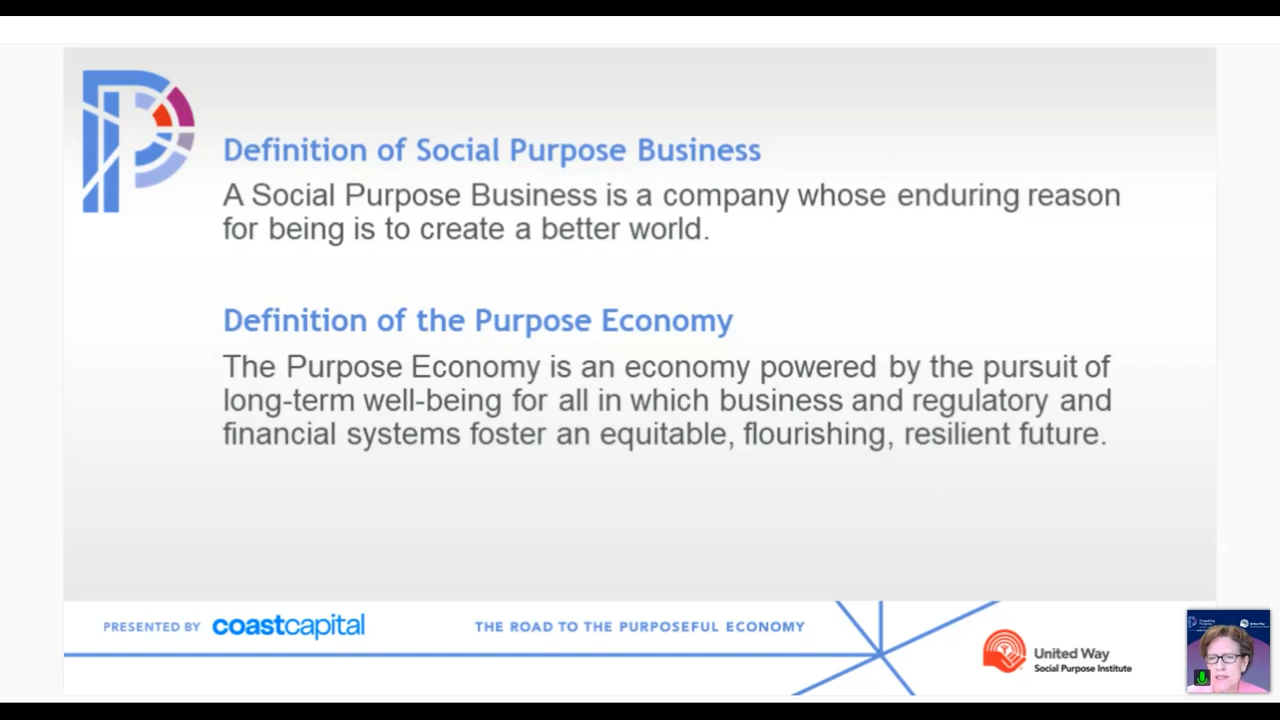 Definition of Social Purpose Business
A Social Purpose Business is a company whose enduring reason
for being is to create a better world.
Definition of the Purpose Economy
The Purpose Economy is an economy powered by the pursuit of
long-term well-being for all in which business and regulatory and
financial systems foster an equitable, flourishing, resilient future.
PRESENTED BY coastcapital
THE ROAD TO THE PURPOSEFUL ECONOMY
United Way
Social Purpose Institute